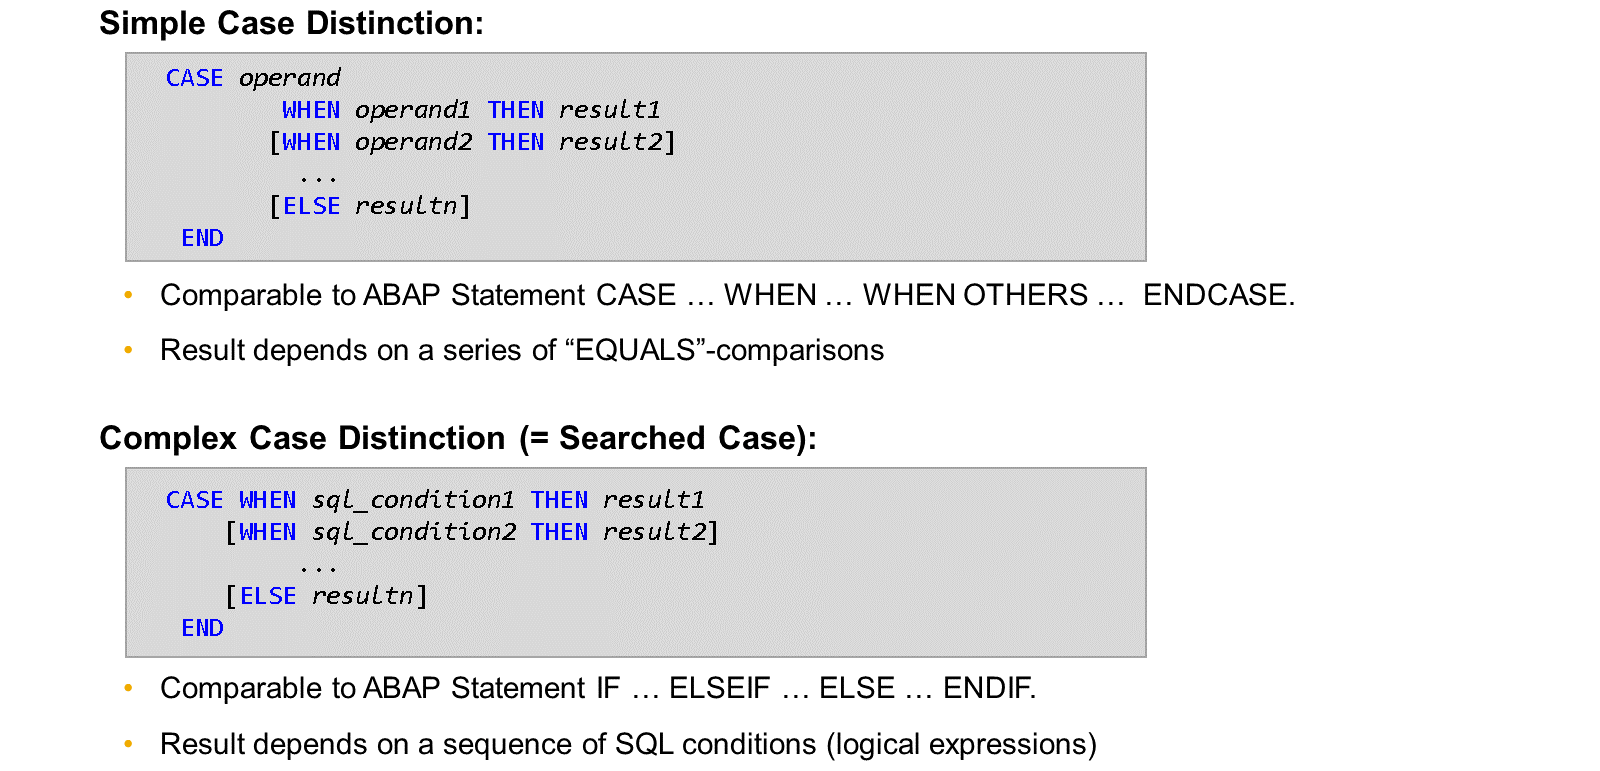 Simple Case Distinction:
CASE operand
WHEN operand1 THEN result1
[WHEN operand2 THEN result2]
...
[ELSE resultn]
END
• Comparable to ABAP Statement CASE … WHEN … WHEN OTHERS … ENDCASE.
• Result depends on a series of “EQUALS”-comparisons
Complex Case Distinction (= Searched Case):
CASE WHEN sql_condition1 THEN result1
[WHEN sql_condition2 THEN result2]
...
[ELSE resultn]
END
• Comparable to ABAP Statement IF … ELSEIF … ELSE … ENDIF.
• Result depends on a sequence of SQL conditions (logical expressions)